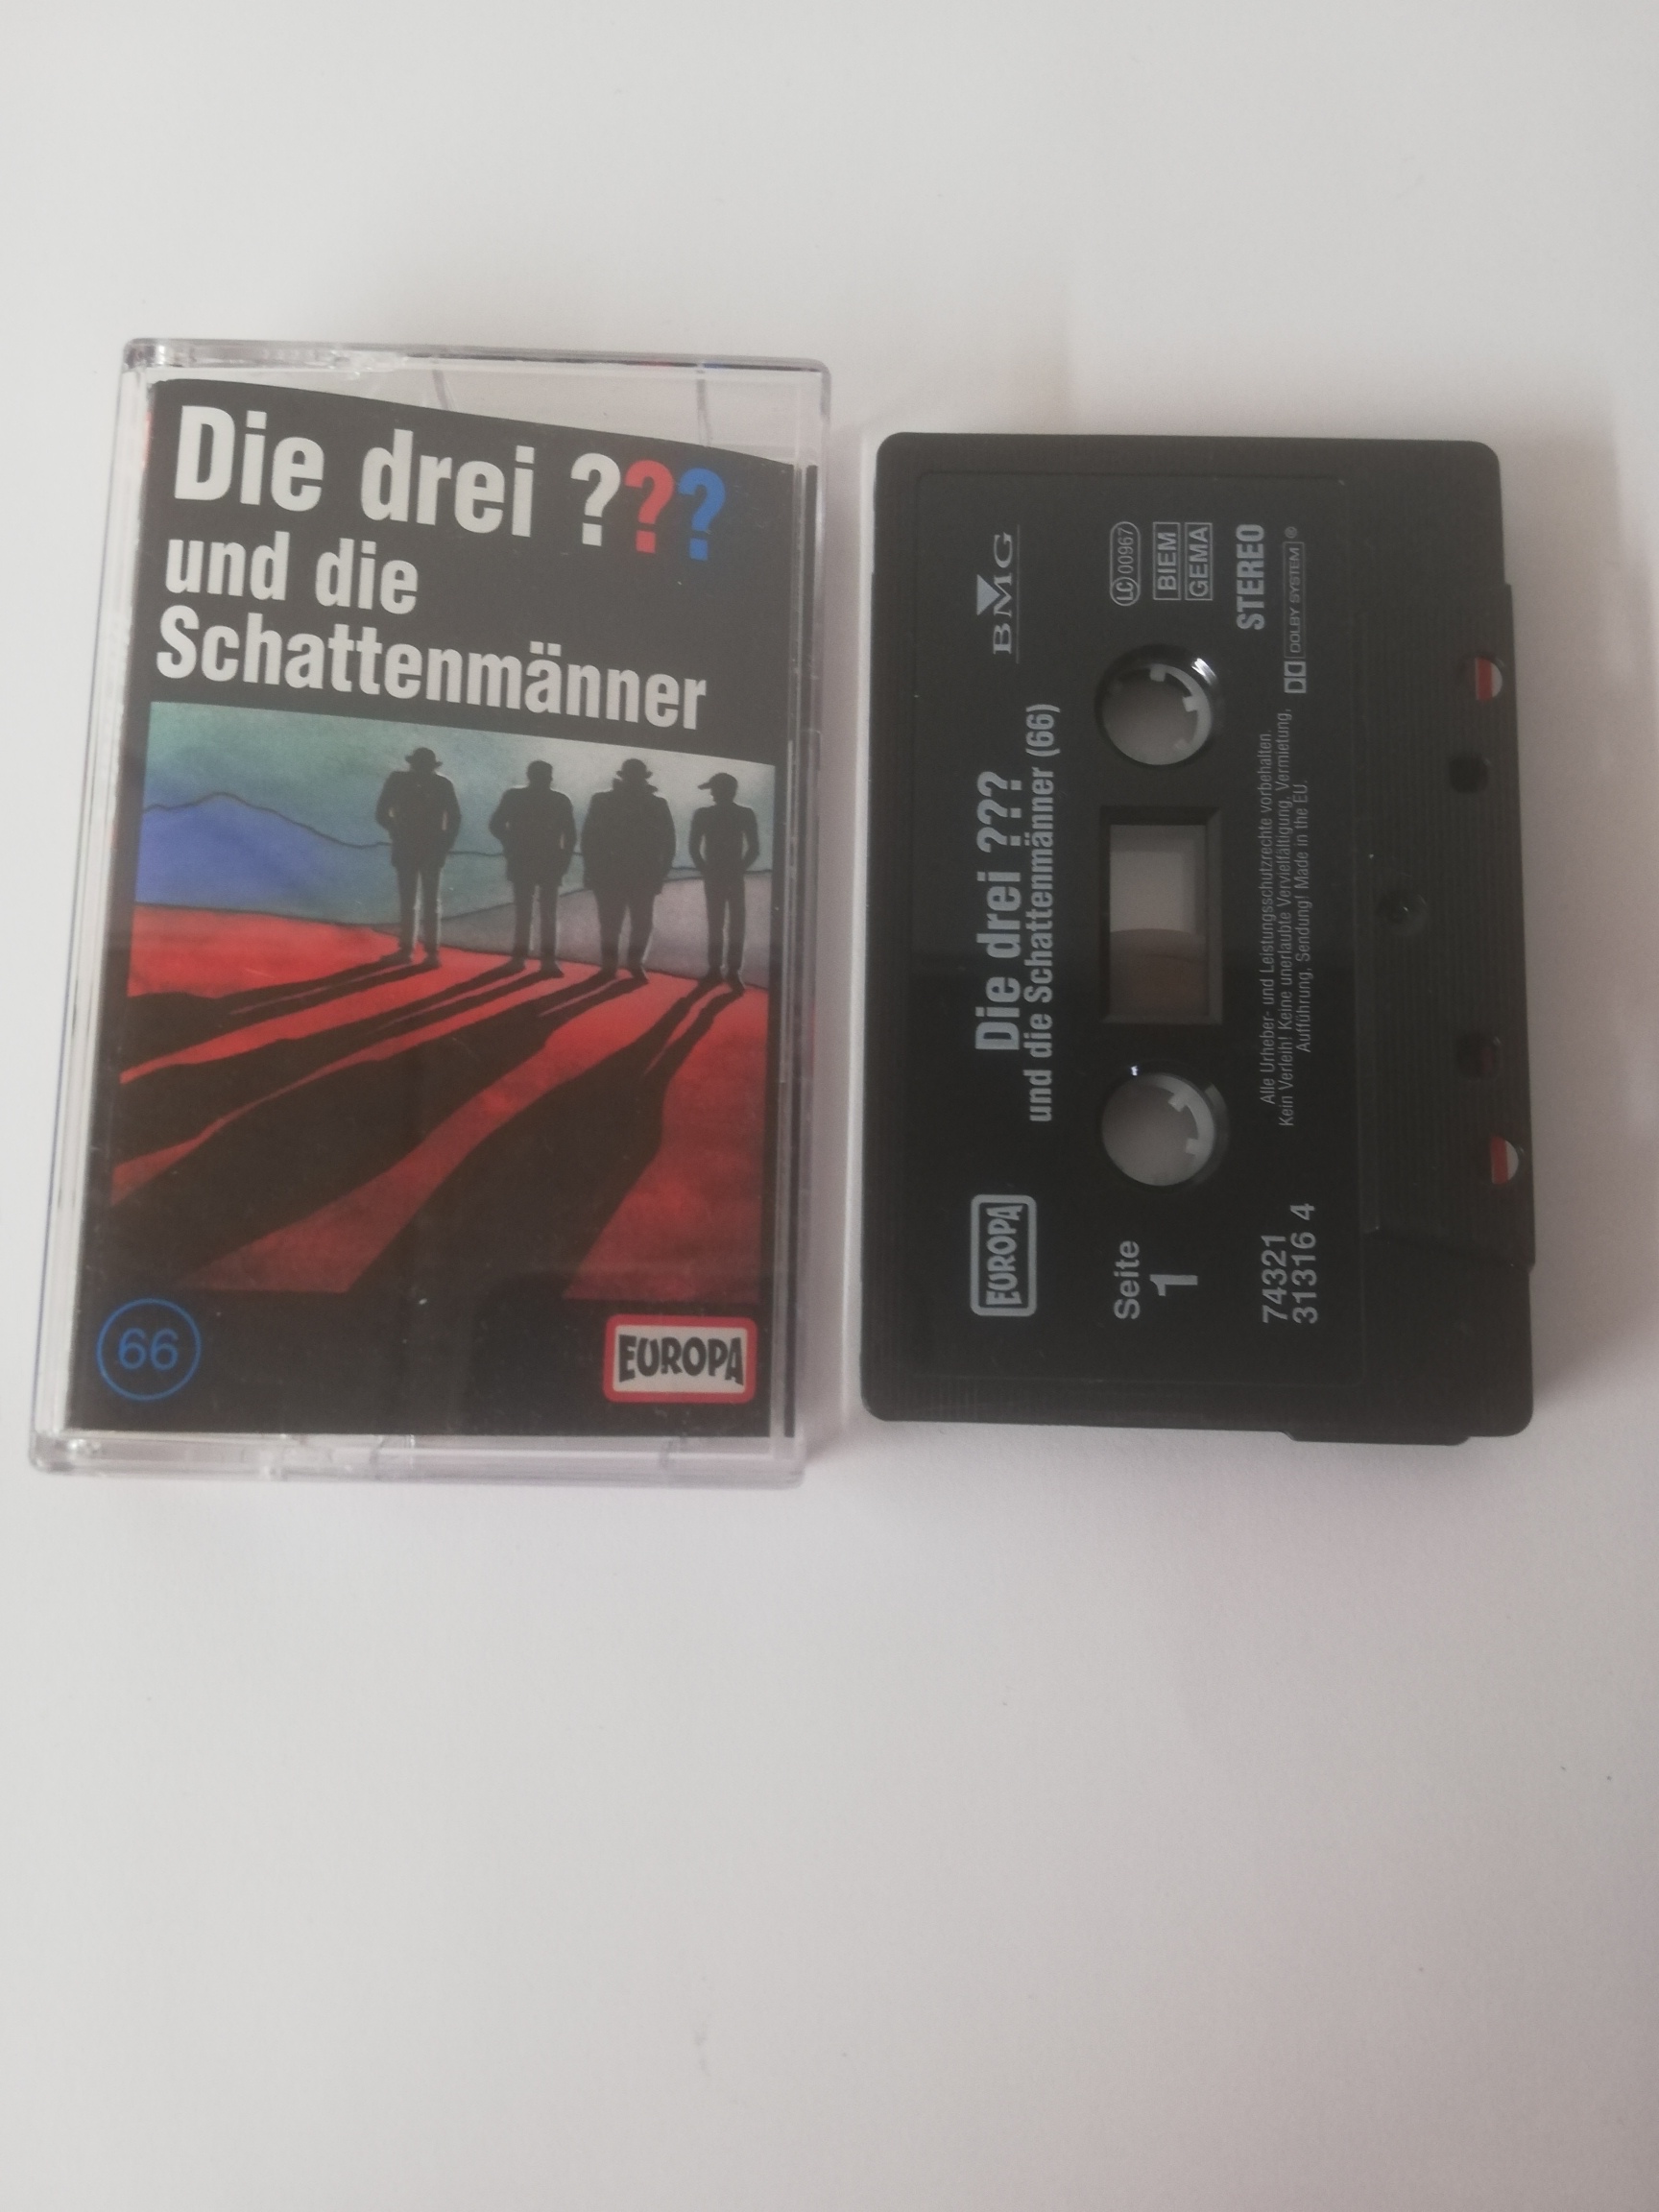 Die drei ???
und die
Schattenmänner
66
EUROPA
EUROPA
Die drei ???
und die Schattenmänner (66)
BMG
Seite
1
LC 00967
BIEM
GEMA
74321
31316 4
Alle Urheber- und Leistungsschutzrechte vorbehalten.
Kein Verleih! Keine unerlaubte Vervielfältigung, Vermietung,
Aufführung, Sendung! Made in the EU.
STEREO
DOLBY SYSTEM ®